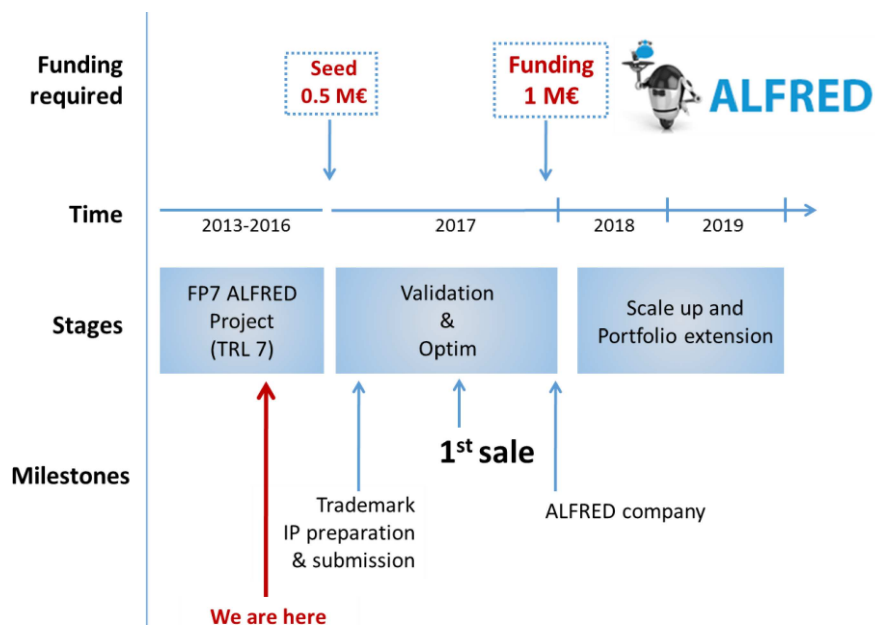 Funding
required
Seed
0.5 M€
Funding
1 M€
ALFRED
Time
2013-2016
2017
2018
2019
Stages
FP7 ALFRED
Project
(TRL 7)
Validation
&
Optim
Scale up and
Portfolio extension
Milestones
1st sale
Trademark
IP preparation
& submission
ALFRED company
We are here